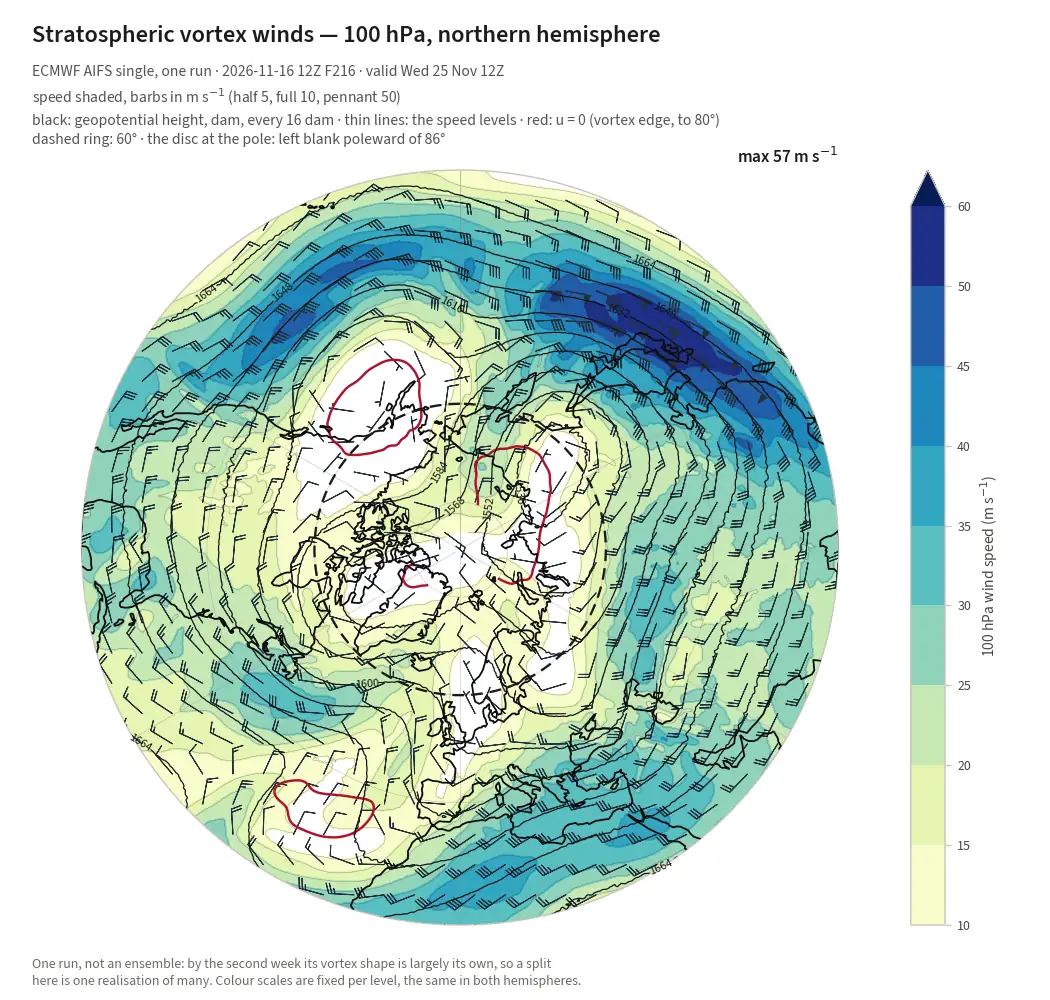 Stratospheric vortex winds — 100 hPa, northern hemisphere
ECMWF AIFS single, one run · 2026-11-16 12Z F216 · valid Wed 25 Nov 12Z
speed shaded, barbs in m s⁻¹ (half 5, full 10, pennant 50)
black: geopotential height, dam, every 16 dam · thin lines: the speed levels · red: u = 0 (vortex edge, to 80°)
dashed ring: 60° · the disc at the pole: left blank poleward of 86°
max 57 m s⁻¹
60
50
45
40
35
30
25
20
15
10
100 hPa wind speed (m s⁻¹)
1664
1664
1648
1616
1584
1568
1552
1600
1664
1664
One run, not an ensemble: by the second week its vortex shape is largely its own, so a split
here is one realisation of many. Colour scales are fixed per level, the same in both hemispheres.